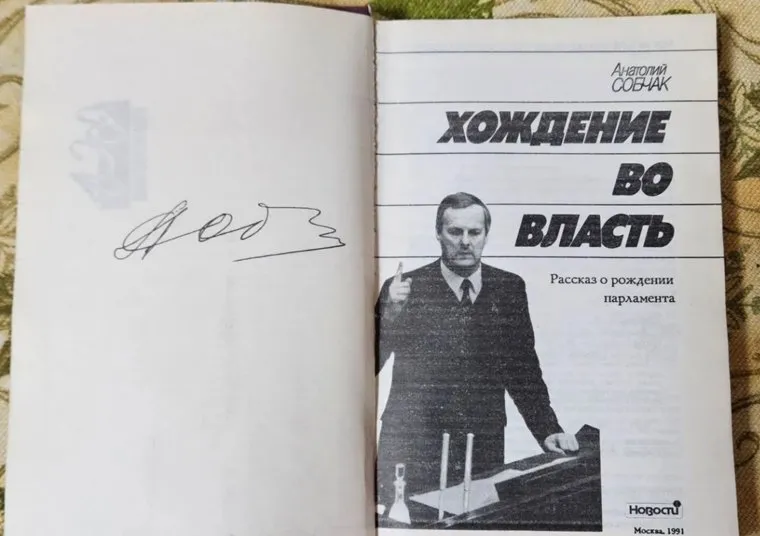 Анатолий
СОБЧАК
ХОЖДЕНИЕ
ВО
ВЛАСТЬ
Рассказ о рождении
парламента
Новости
Москва, 1991